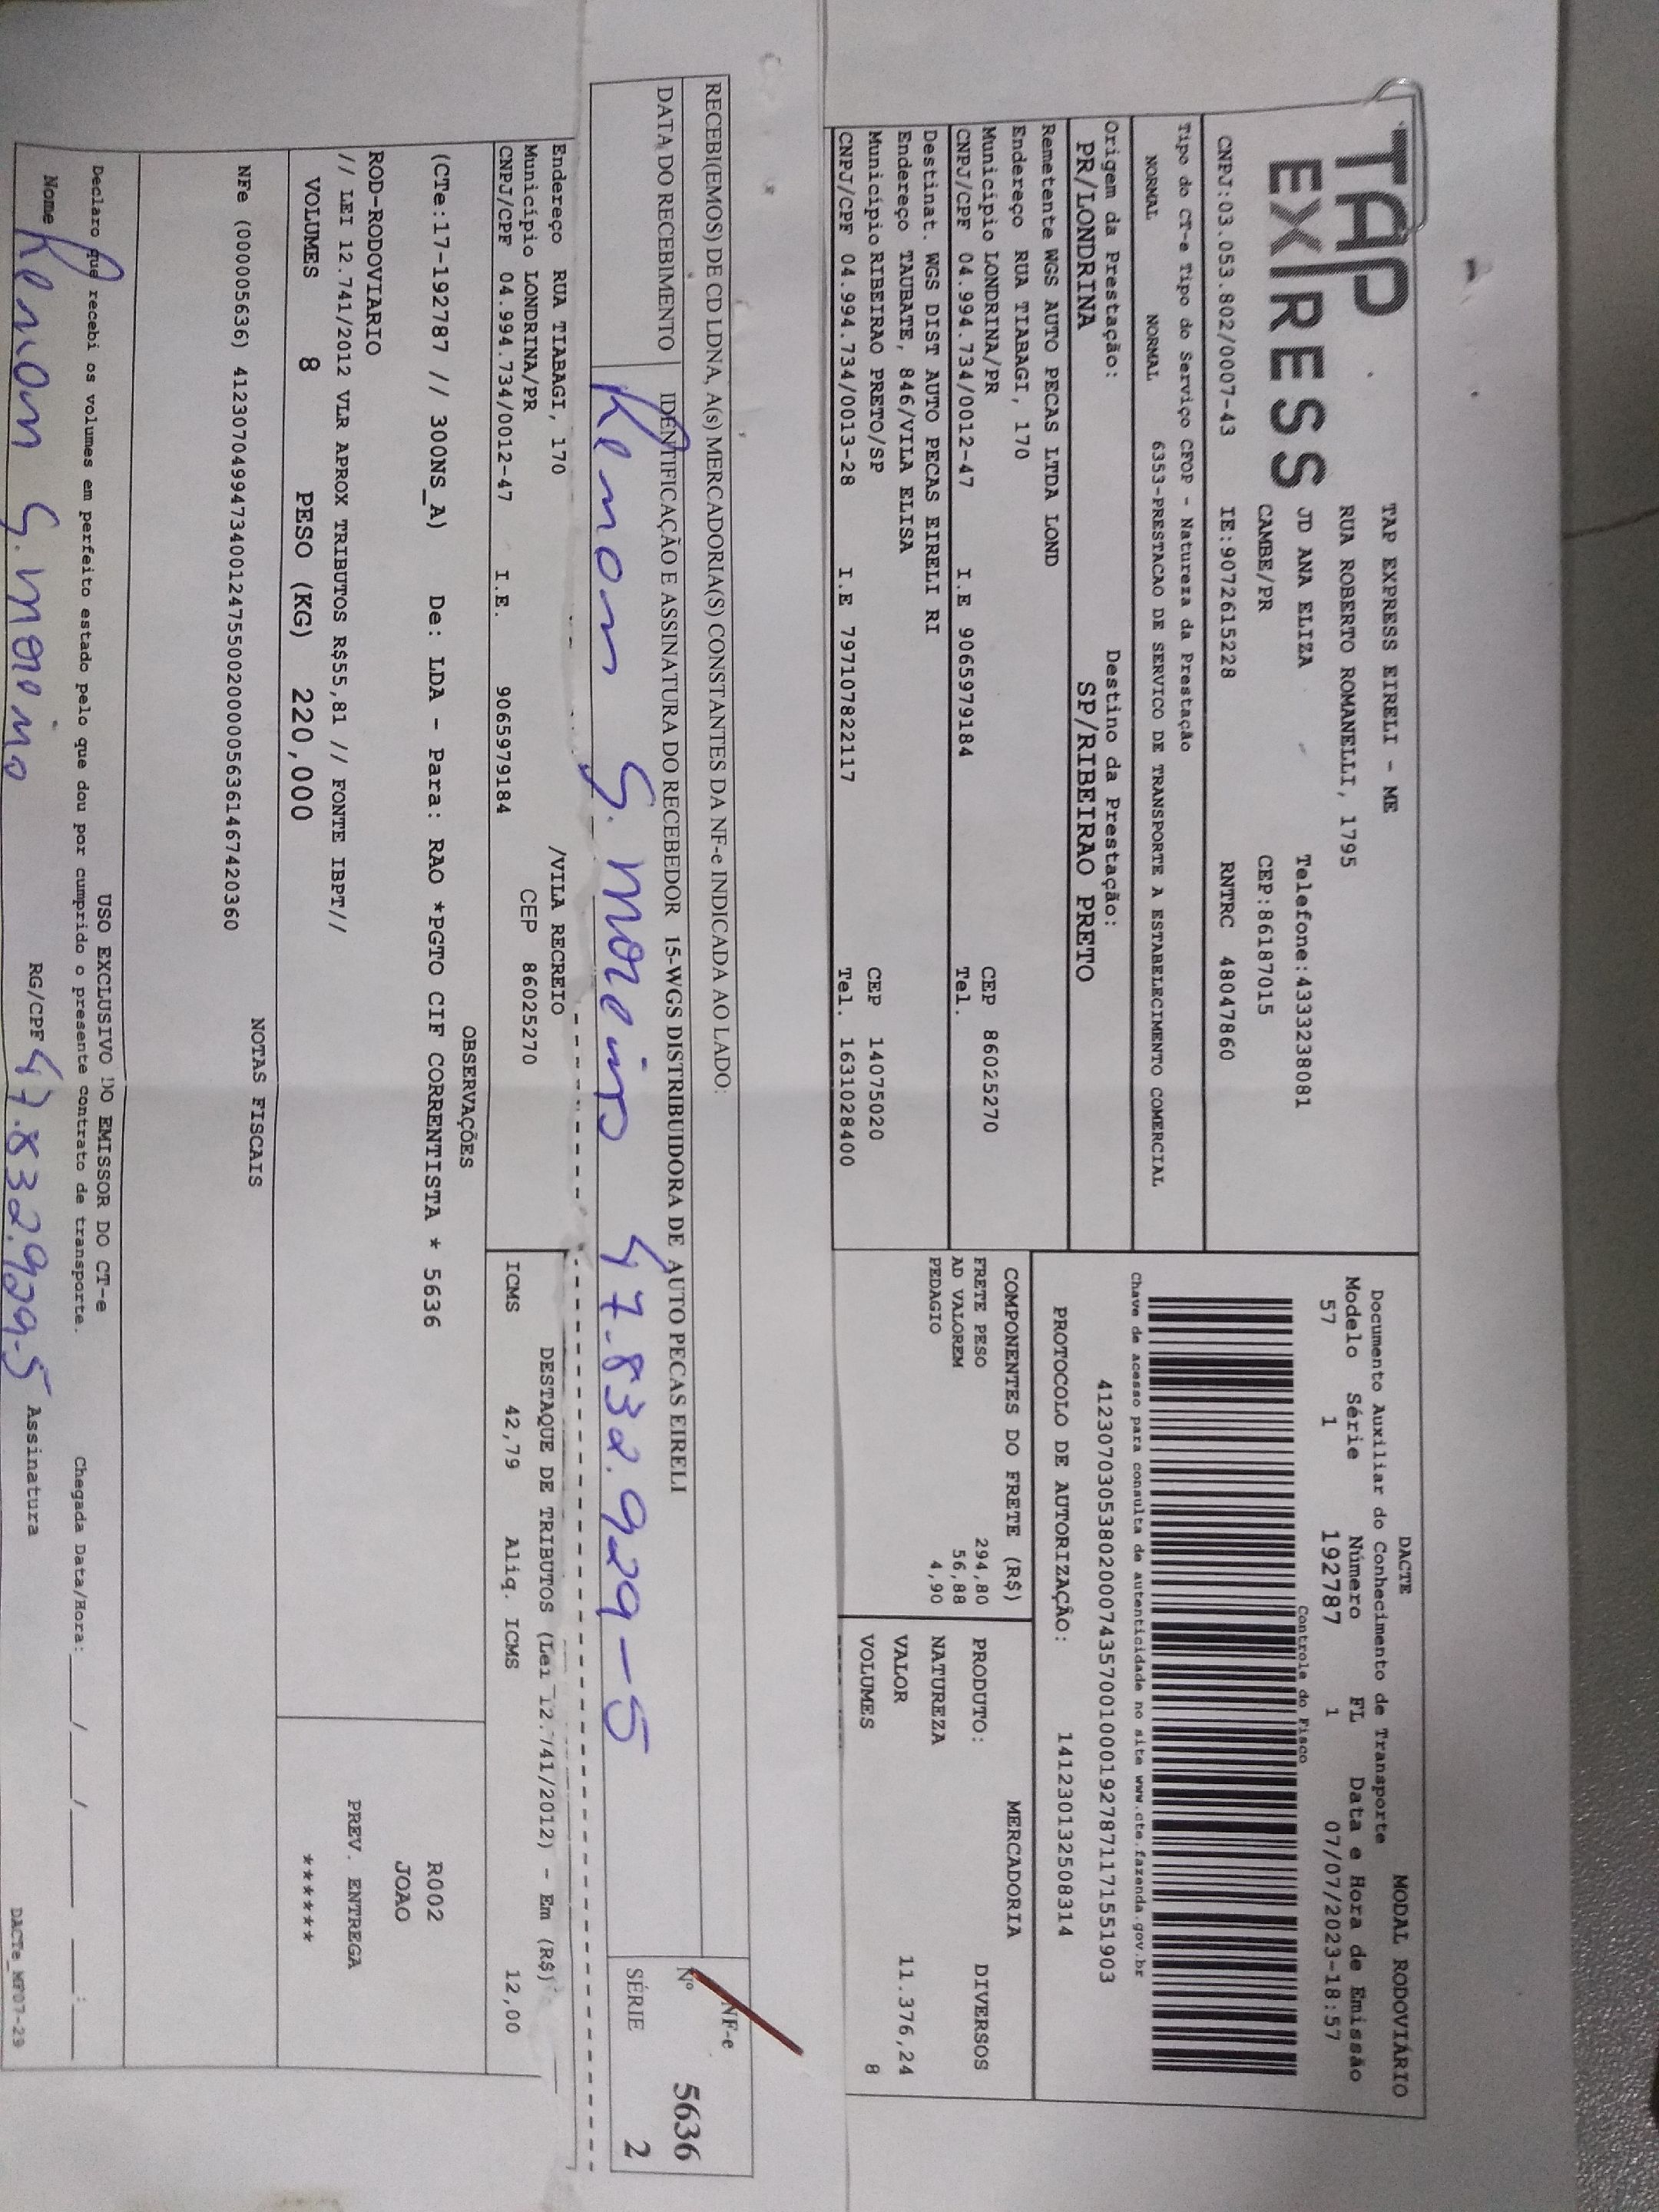 TAP
EXPRESS
TAP EXPRESS EIRELI - ME
RUA ROBERTO ROMANELLI, 1795
JD ANA ELIZA Telefone:4333238081
CAMBE/PR CEP:86187015
CNPJ:03.053.802/0007-43 IE:9072615228 RNTRC 48047860
Tipo do CT-e Tipo do Serviço CFOP - Natureza da Prestação
NORMAL NORMAL 6353-PRESTACAO DE SERVICO DE TRANSPORTE A ESTABELECIMENTO COMERCIAL
Origem da Prestação: Destino da Prestação:
PR/LONDRINA SP/RIBEIRAO PRETO
Remetente WGS AUTO PECAS LTDA LOND
Endereço RUA TIABAGI, 170
Município LONDRINA/PR CEP 86025270
CNPJ/CPF 04.994.734/0012-47 I.E 9065979184 Tel.
Destinat. WGS DIST AUTO PECAS EIRELI RI
Endereço TAUBATE, 846/VILA ELISA
Município RIBEIRAO PRETO/SP CEP 14075020
CNPJ/CPF 04.994.734/0013-28 I.E 797107822117 Tel. 1631028400
DACTE MODAL RODOVIÁRIO
Documento Auxiliar do Conhecimento de Transporte
Modelo Série Número FL Data e Hora de Emissão
57 1 192787 1 07/07/2023-18:57
Controle do Fisco
Chave de acesso para consulta de autenticidade no site www.cte.fazenda.gov.br
41230703053802000743570010001927871171551903
PROTOCOLO DE AUTORIZAÇÃO: 141230132508314
COMPONENTES DO FRETE (R$)
FRETE PESO 294,80
AD VALOREM 56,88
PEDAGIO 4,90
MERCADORIA
PRODUTO: DIVERSOS
NATUREZA
VALOR 11.376,24
VOLUMES 8
RECEBI(EMOS) DE CD LDNA, A(s) MERCADORIA(S) CONSTANTES DA NF-e INDICADA AO LADO:
DATA DO RECEBIMENTO IDENTIFICAÇÃO E ASSINATURA DO RECEBEDOR 15-WGS DISTRIBUIDORA DE AUTO PECAS EIRELI
Renon G. moreira 47.832.929-5
NF-e
Nº 5636
SÉRIE 2
Endereço RUA TIABAGI, 170 /VILA RECREIO
Município LONDRINA/PR CEP 86025270
CNPJ/CPF 04.994.734/0012-47 I.E. 9065979184
DESTAQUE DE TRIBUTOS (Lei 12.741/2012) - Em (R$)
ICMS 42,79 Aliq. ICMS 12,00
OBSERVAÇÕES
(CTe:17-192787 // 300NS_A) De: LDA - Para: RAO *PGTO CIF CORRENTISTA * 5636
ROD-RODOVIARIO
// LEI 12.741/2012 VLR APROX TRIBUTOS R$55,81 // FONTE IBPT//
VOLUMES 8 PESO (KG) 220,000
R002
JOAO
PREV. ENTREGA
******
NOTAS FISCAIS
NFe (000005636) 41230704994734001247550020000056361467420360
USO EXCLUSIVO DO EMISSOR DO CT-e
Declaro que recebi os volumes em perfeito estado pelo que dou por cumprido o presente contrato de transporte. Chegada Data/Hora:____/____/______ ____:____
Nome Renon G. moreira RG/CPF 47.832.929-5 Assinatura
DACTe_MF07-29